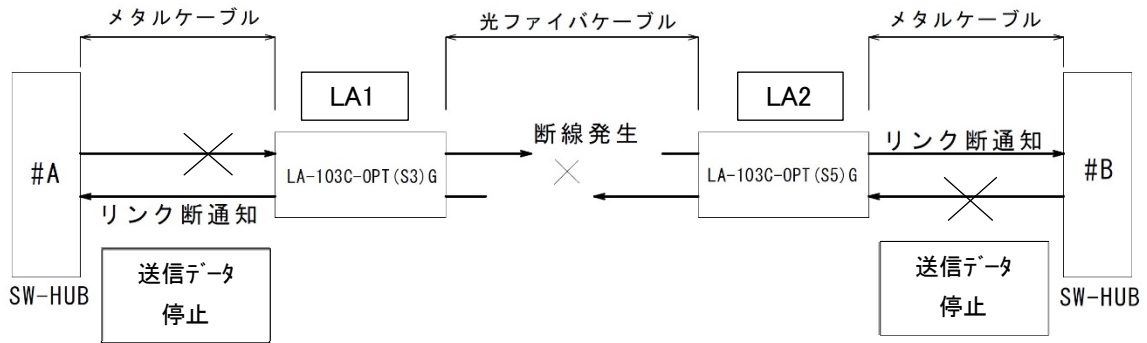 メタルケーブル
光ファイバケーブル
メタルケーブル
LA1
LA2
#A
LA-103C-OPT(S3)G
断線発生
LA-103C-OPT(S5)G
リンク断通知
#B
リンク断通知
送信データ
停止
送信データ
停止
SW-HUB
SW-HUB